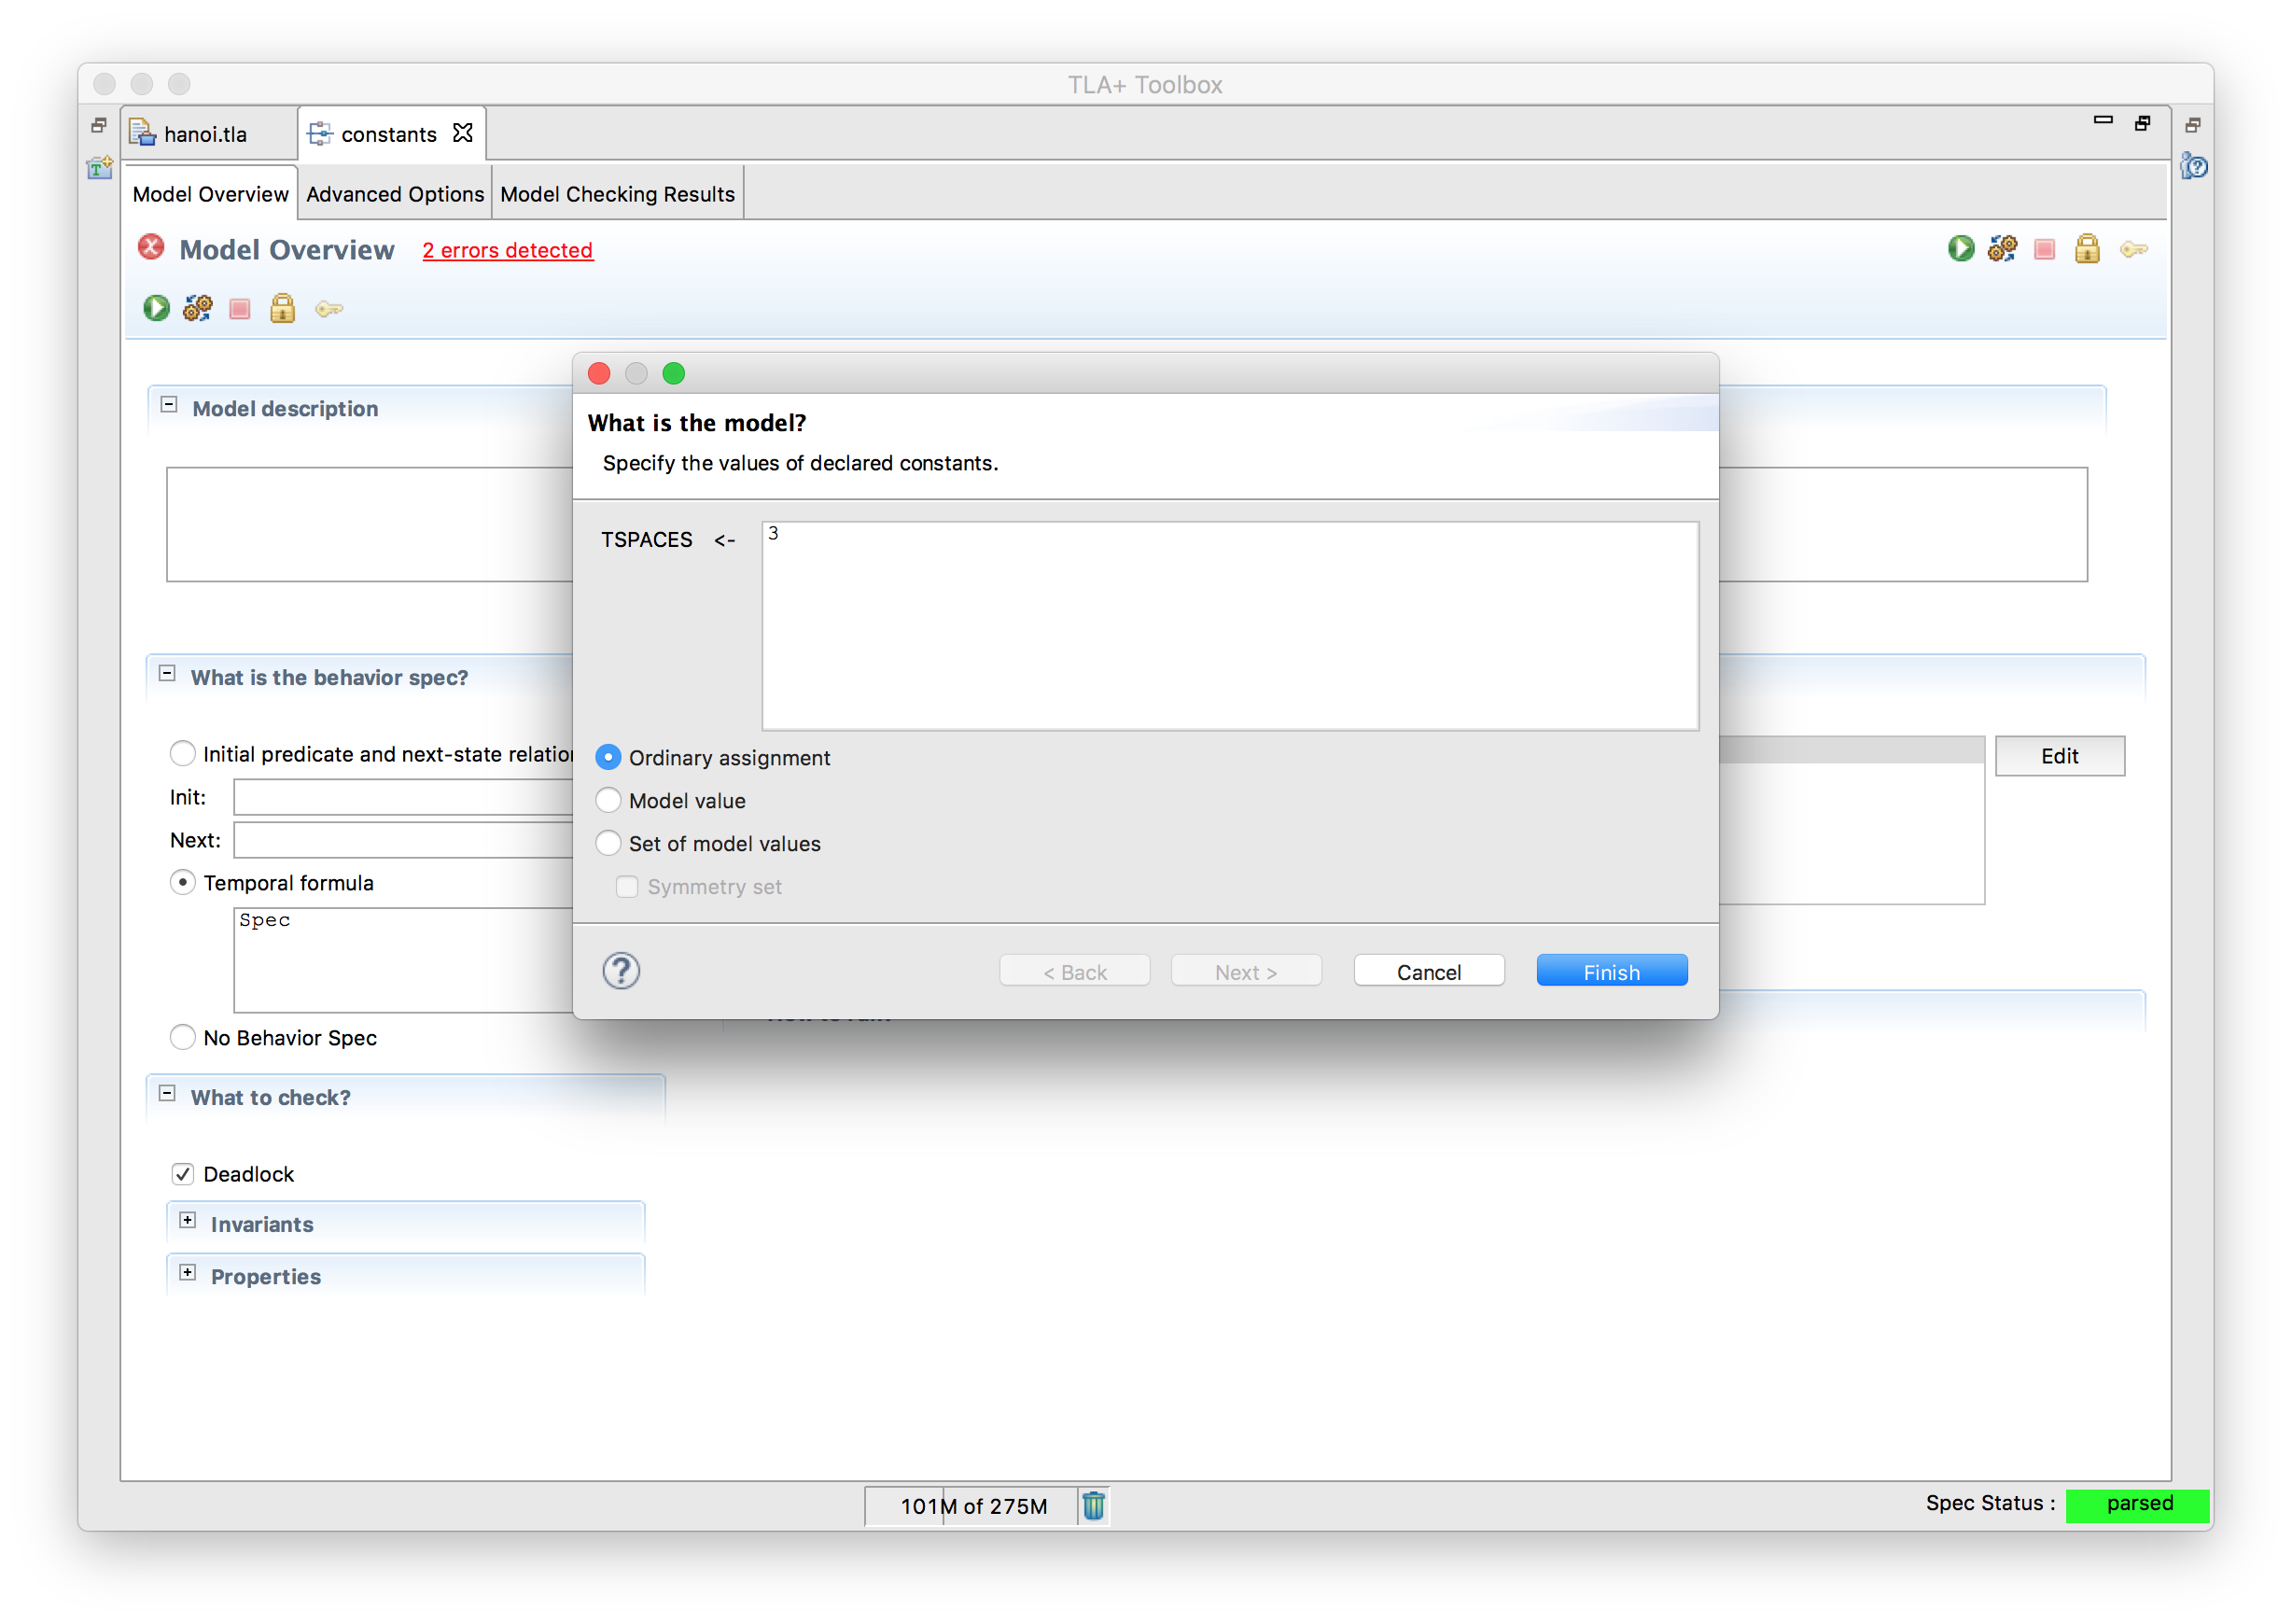 TLA+ Toolbox
hanoi.tla
constants
Model Overview
Advanced Options
Model Checking Results
Model Overview
2 errors detected
Model description
What is the model?
Specify the values of declared constants.
TSPACES <-
3
Ordinary assignment
Model value
Set of model values
Symmetry set
< Back
Next >
Cancel
Finish
What is the behavior spec?
Initial predicate and next-state
Init:
Next:
Temporal formula
Spec
No Behavior Spec
Edit
What to check?
Deadlock
Invariants
Properties
101M of 275M
Spec Status :
parsed